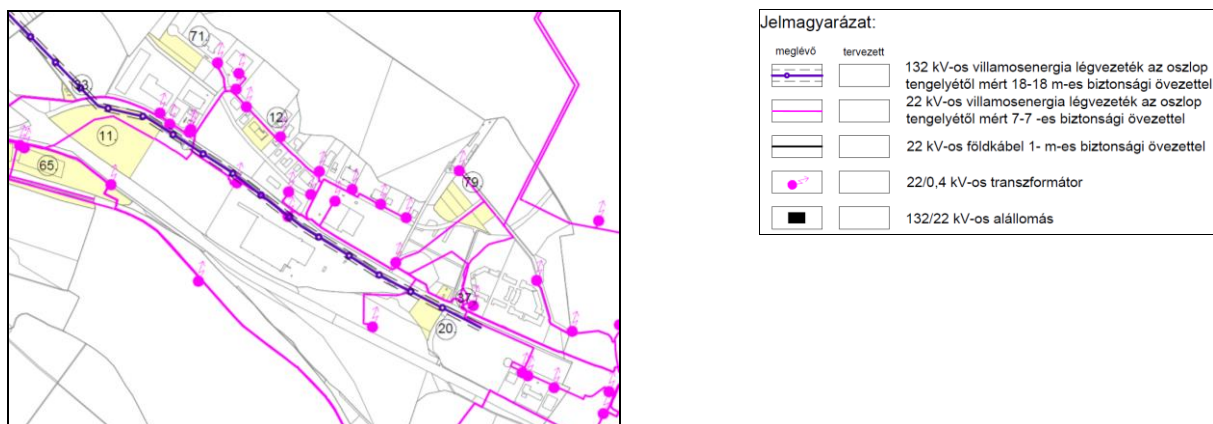 71.
33.
11.
12.
65.
79.
37.
20.
Jelmagyarázat:
meglévő tervezett
132 kV-os villamosenergia légvezeték az oszlop
tengelyétől mért 18-18 m-es biztonsági övezettel
22 kV-os villamosenergia légvezeték az oszlop
tengelyétől mért 7-7 -es biztonsági övezettel
22 kV-os földkábel 1- m-es biztonsági övezettel
22/0,4 kV-os transzformátor
132/22 kV-os alállomás